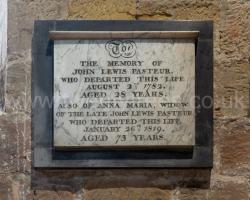 To
THE MEMORY OF
JOHN LEWIS PASTEUR.
WHO DEPARTED THIS LIFE
AUGUST 2ND 1782.
AGED 28 YEARS.
ALSO OF ANNA MARIA, WIDOW
OF THE LATE JOHN LEWIS PASTEUR
WHO DEPARTED THIS LIFE
JANUARY 26TH 1819.
AGED 73 YEARS.